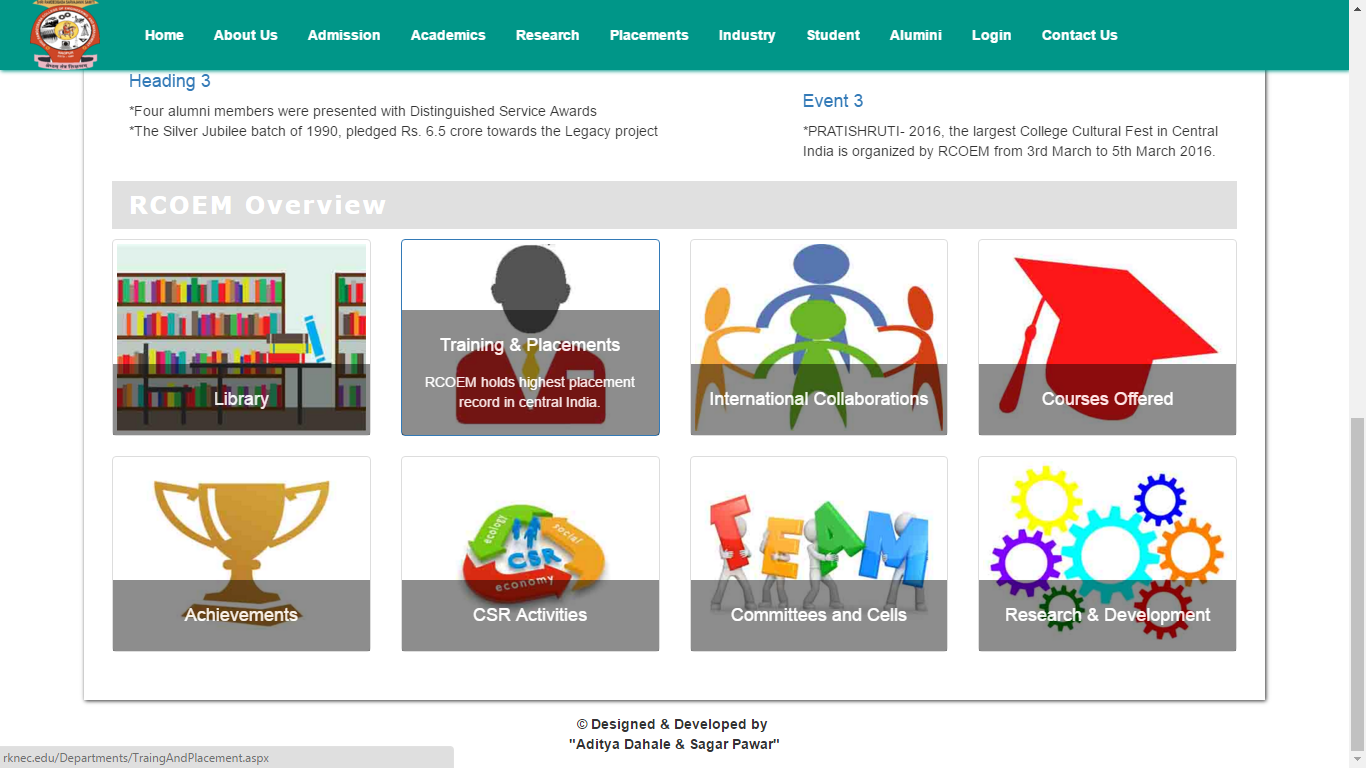 Home About Us Admission Academics Research Placements Industry Student Alumni Login Contact Us
Heading 3
*Four alumni members were presented with Distinguished Service Awards
*The Silver Jubilee batch of 1990, pledged Rs. 6.5 crore towards the Legacy project
Event 3
*PRATISHRUTI- 2016, the largest College Cultural Fest in Central
India is organized by RCOEM from 3rd March to 5th March 2016.
RCOEM Overview
Library
Training & Placements
RCOEM holds highest placement
record in central India.
International Collaborations
Courses Offered
Achievements
ecology
social
CSR
economy
CSR Activities
TEAM
Committees and Cells
Research & Development
© Designed & Developed by
"Aditya Dahale & Sagar Pawar"
rknec.edu/Departments/TraingAndPlacement.aspx